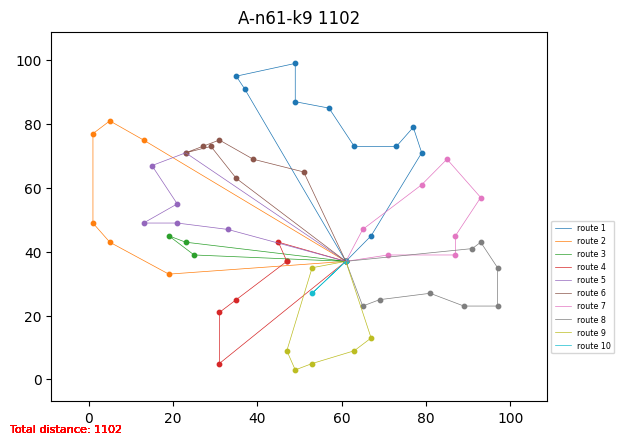 A-n61-k9 1102
100
80
60
40
20
0
0 20 40 60 80 100
route 1
route 2
route 3
route 4
route 5
route 6
route 7
route 8
route 9
route 10
Total distance: 1102